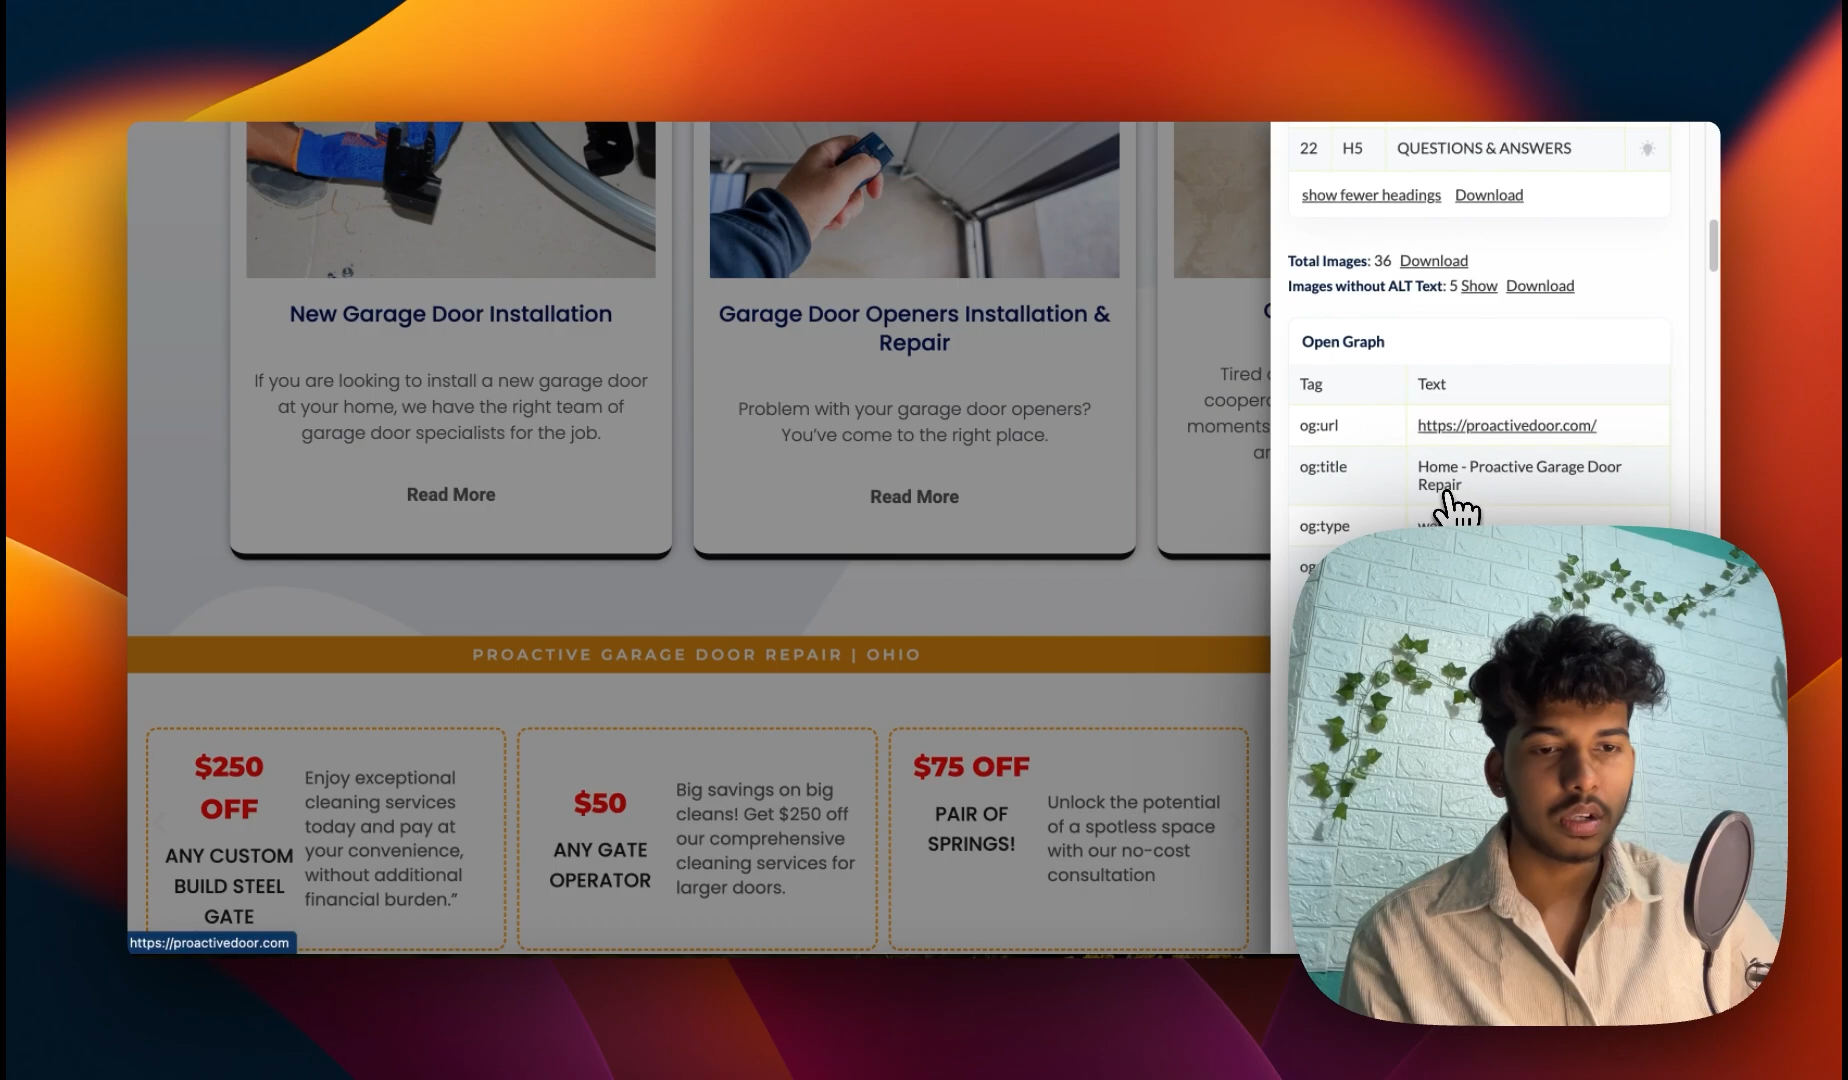 New Garage Door Installation
If you are looking to install a new garage door
at your home, we have the right team of
garage door specialists for the job.
Read More
Garage Door Openers Installation &
Repair
Problem with your garage door openers?
You've come to the right place.
Read More
Tired
moments
PROACTIVE GARAGE DOOR REPAIR | OHIO
$250
OFF
ANY CUSTOM
BUILD STEEL
GATE
Enjoy exceptional
cleaning services
today and pay at
your convenience,
without additional
financial burden.”
$50
ANY GATE
OPERATOR
Big savings on big
cleans! Get $250 off
our comprehensive
cleaning services for
larger doors.
$75 OFF
PAIR OF
SPRINGS!
Unlock the potential
of a spotless space
with our no-cost
consultation
https://proactivedoor.com
22 H5 QUESTIONS & ANSWERS
show fewer headings Download
Total Images: 36 Download
Images without ALT Text: 5 Show Download
Open Graph
Tag Text
og:url https://proactivedoor.com/
og:title Home - Proactive Garage Door
Repair
og:type